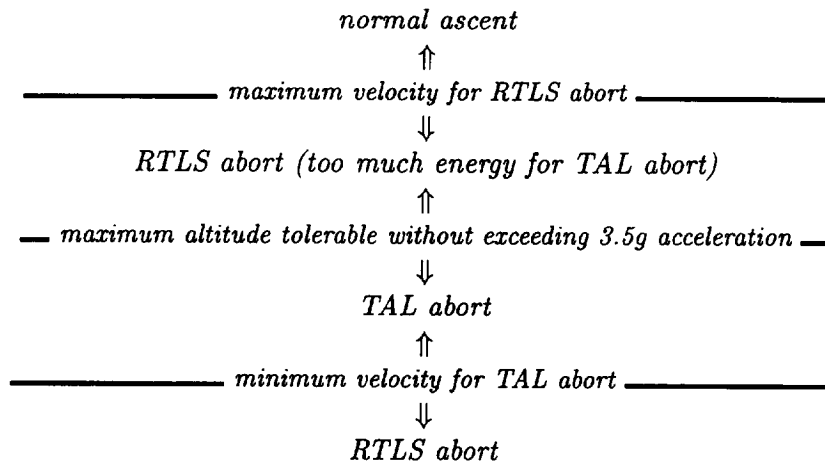 normal ascent
⇑
maximum velocity for RTLS abort
⇓
RTLS abort (too much energy for TAL abort)
⇑
maximum altitude tolerable without exceeding 3.5g acceleration
⇓
TAL abort
⇑
minimum velocity for TAL abort
⇓
RTLS abort